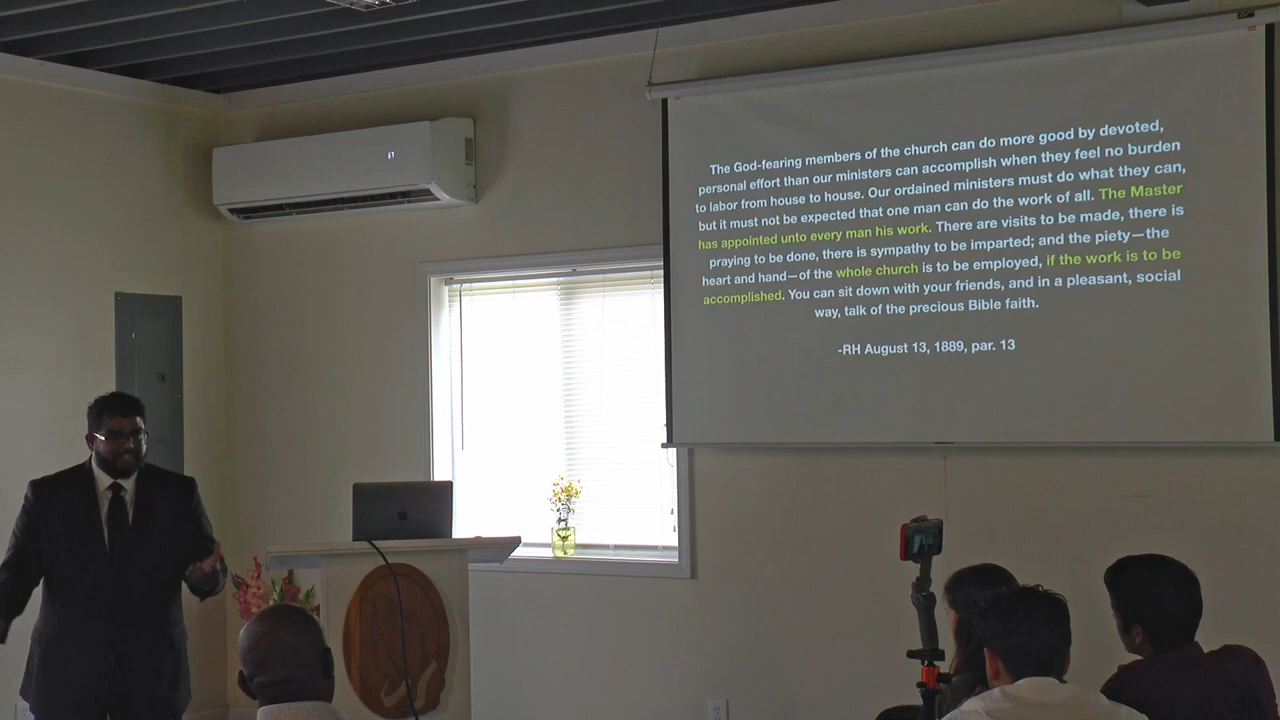 The God-fearing members of the church can do more good by devoted,
personal effort than our ministers can accomplish when they feel no burden
to labor from house to house. Our ordained ministers must do what they can,
but it must not be expected that one man can do the work of all. The Master
has appointed unto every man his work. There are visits to be made, there is
praying to be done, there is sympathy to be imparted; and the piety—the
heart and hand—of the whole church is to be employed, if the work is to be
accomplished. You can sit down with your friends, and in a pleasant, social
way, talk of the precious Bible faith.
-RH August 13, 1889, par. 13